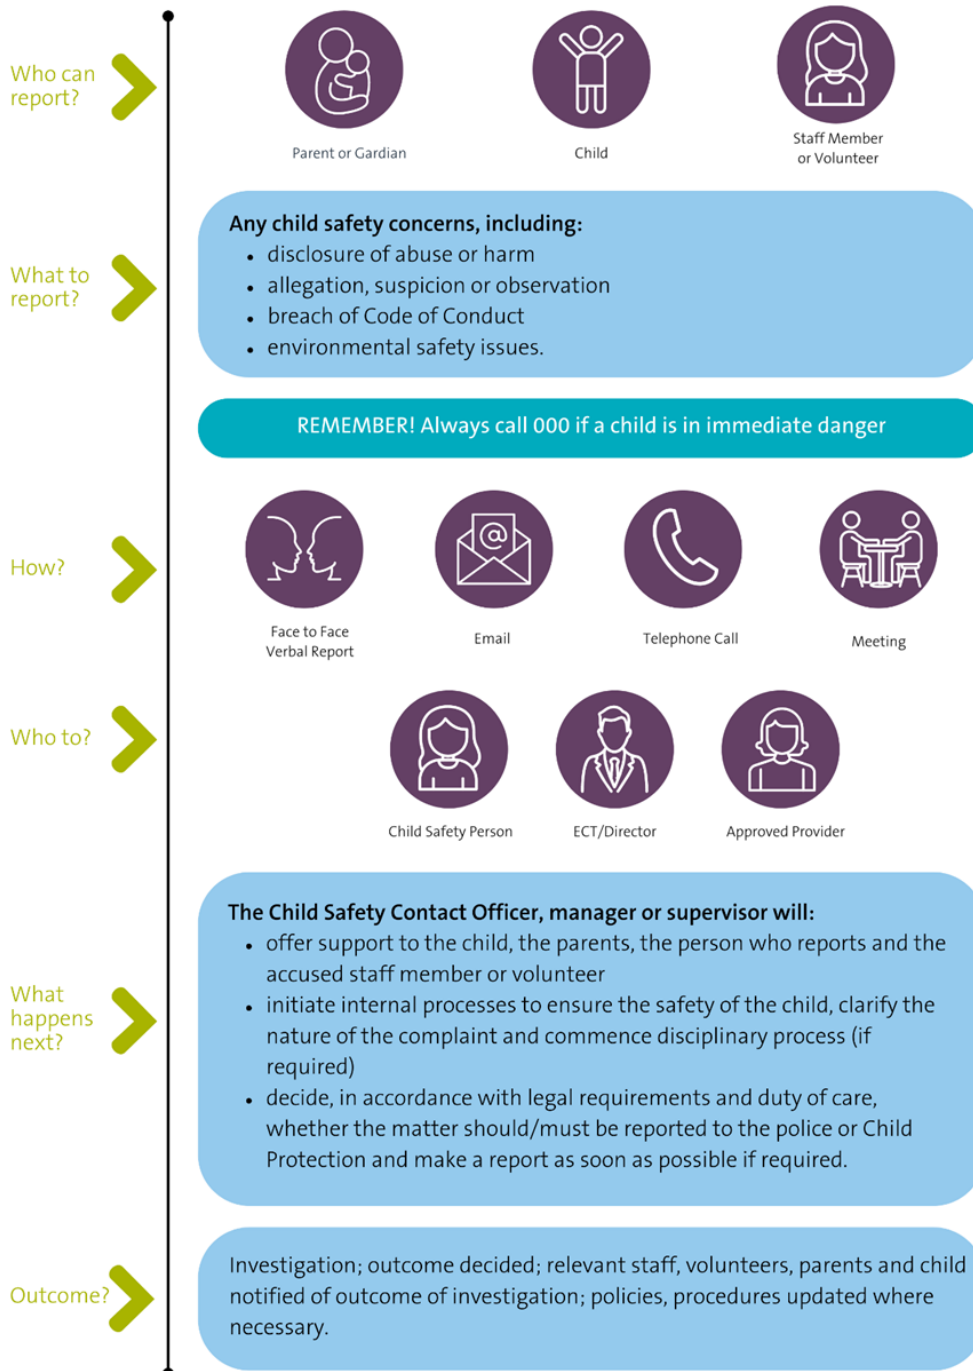 Who can
report?
Parent or Gardian
Child
Staff Member
or Volunteer
What to
report?
Any child safety concerns, including:
• disclosure of abuse or harm
• allegation, suspicion or observation
• breach of Code of Conduct
• environmental safety issues.
REMEMBER! Always call 000 if a child is in immediate danger
How?
@
Face to Face
Verbal Report
Email
Telephone Call
Meeting
Who to?
Child Safety Person
ECT/Director
Approved Provider
What
happens
next?
The Child Safety Contact Officer, manager or supervisor will:
• offer support to the child, the parents, the person who reports and the
accused staff member or volunteer
• initiate internal processes to ensure the safety of the child, clarify the
nature of the complaint and commence disciplinary process (if
required)
• decide, in accordance with legal requirements and duty of care,
whether the matter should/must be reported to the police or Child
Protection and make a report as soon as possible if required.
Outcome?
Investigation; outcome decided; relevant staff, volunteers, parents and child
notified of outcome of investigation; policies, procedures updated where
necessary.